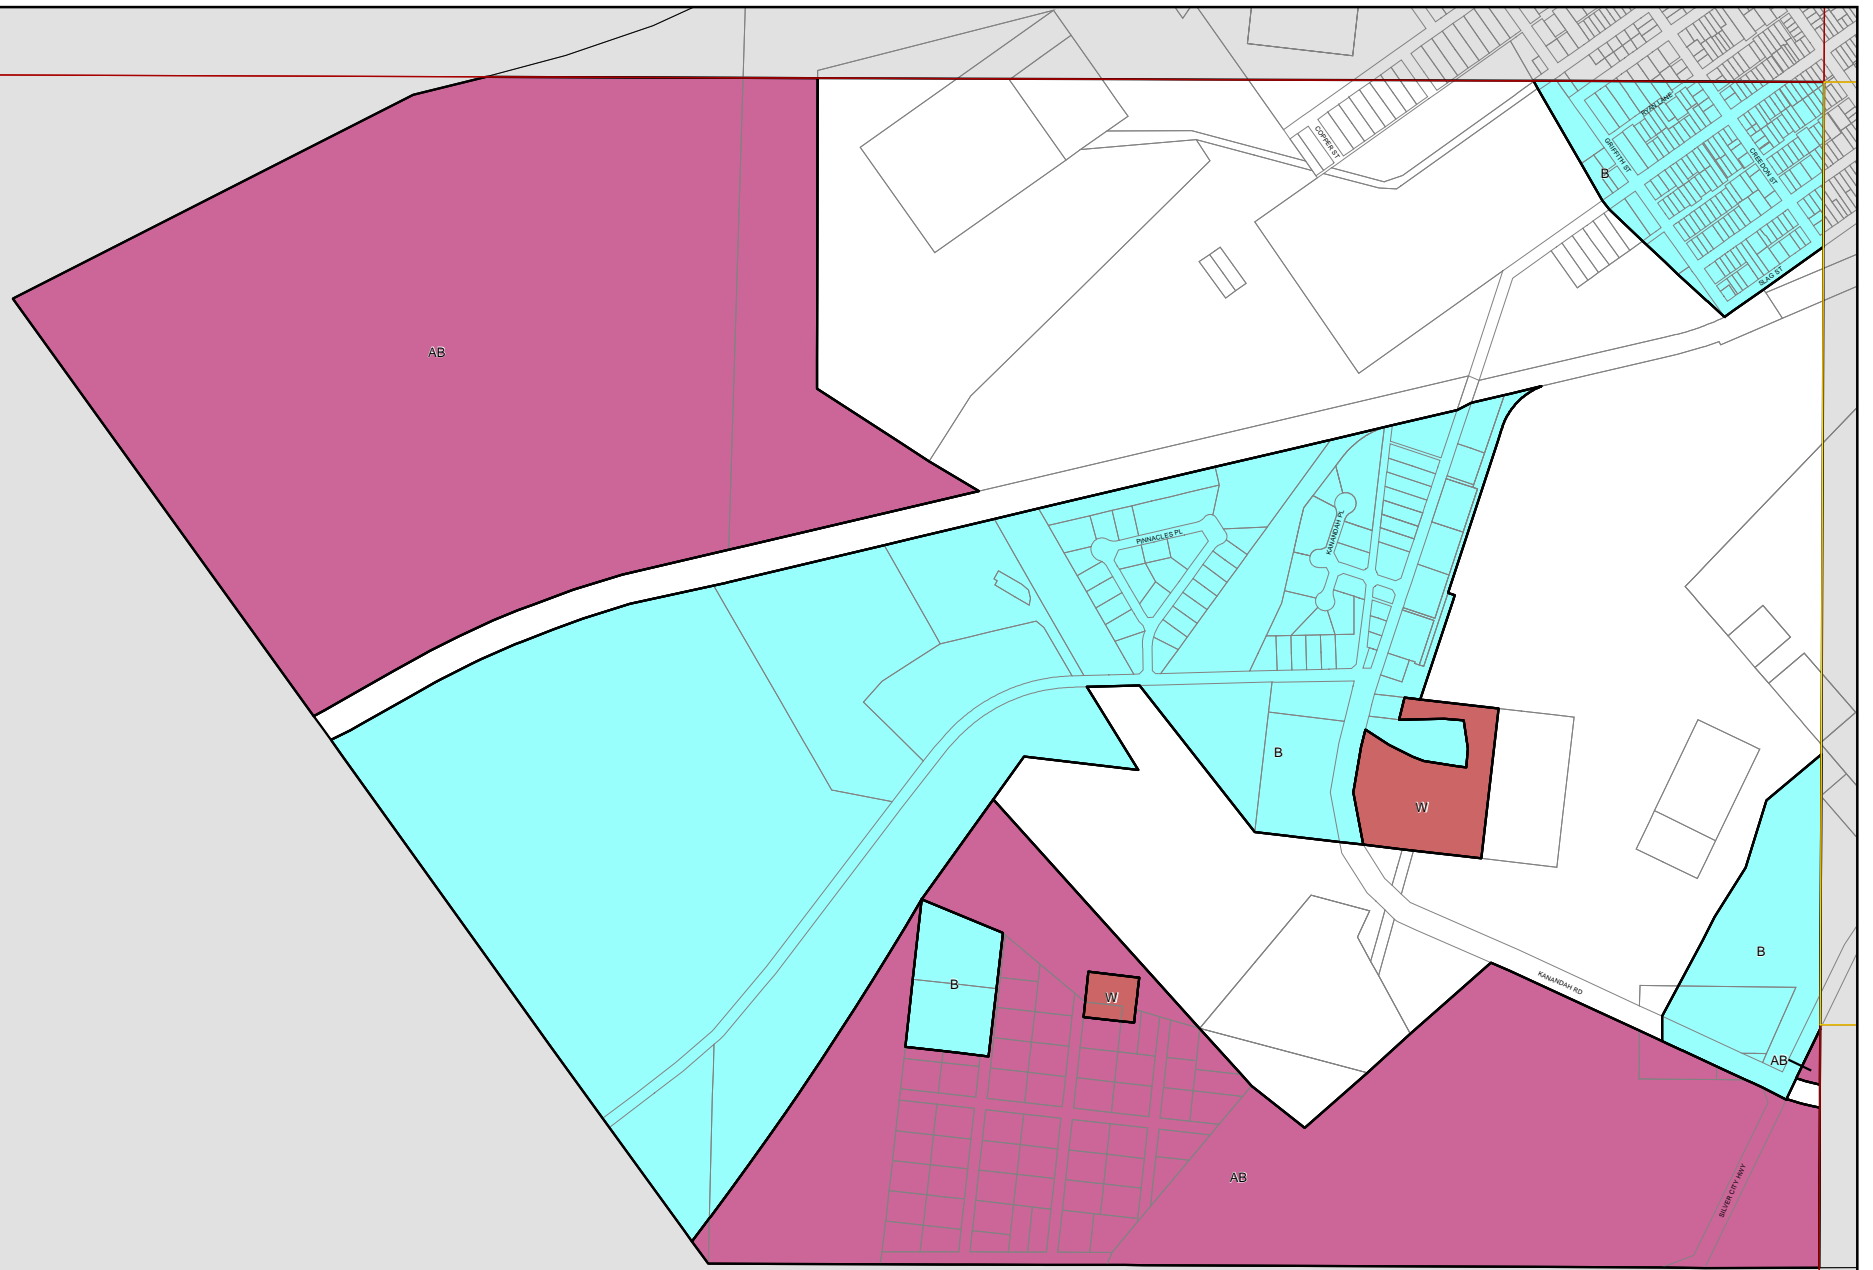 RYAN LANE
COPPER ST
GRIFFITH ST
CREEDON ST
B
SLAG ST
AB
KANANDAH PL
PINNACLES PL
B
W
B
B
W
KANANDAH RD
AB
AB
SILVER CITY HWY